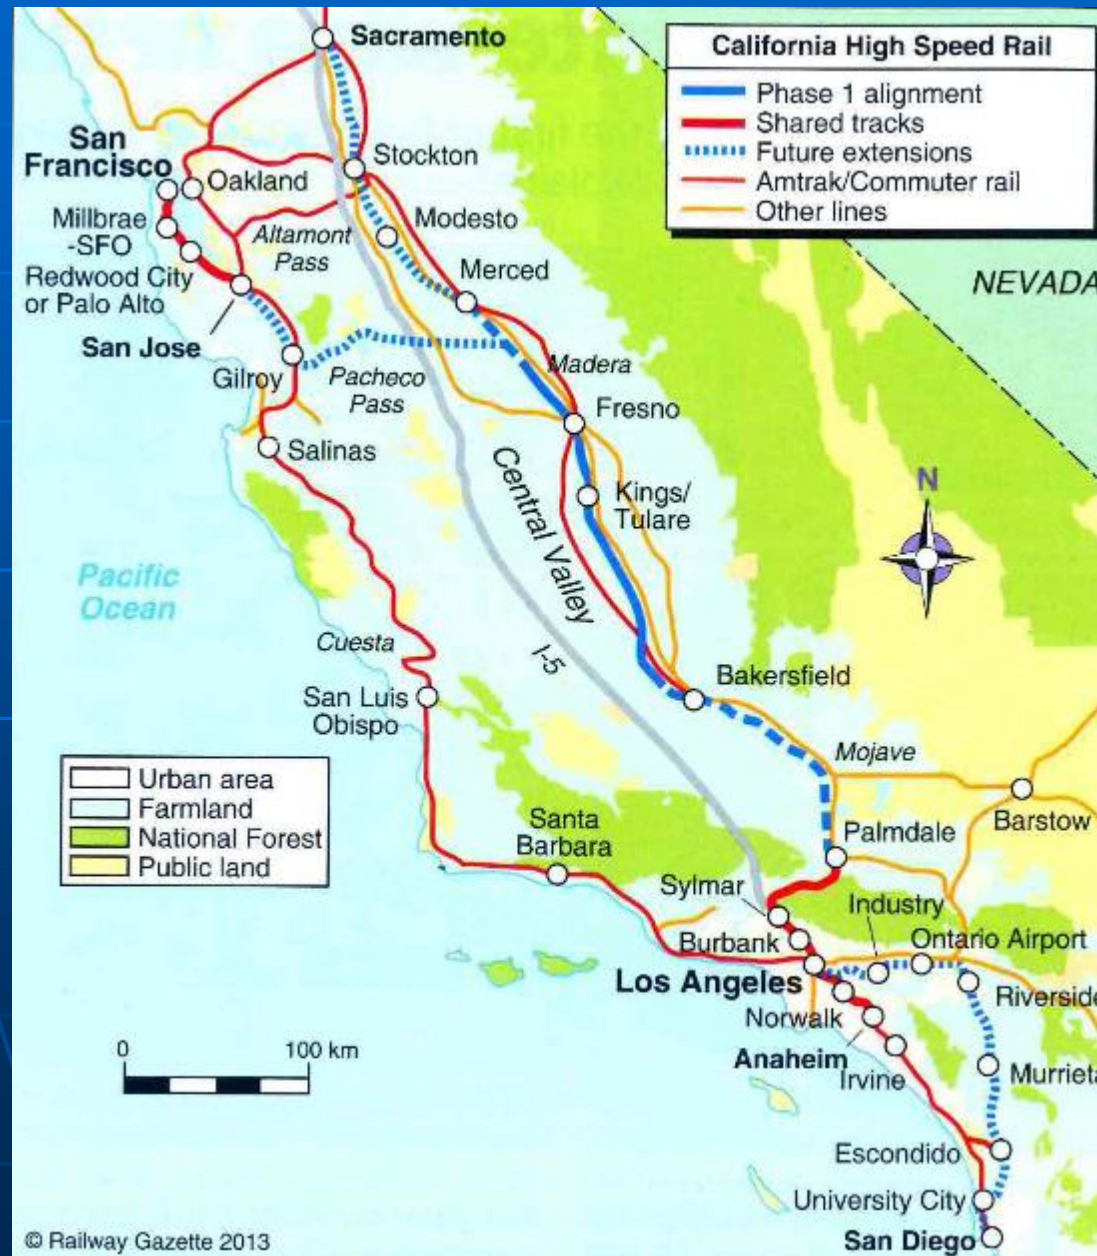 Sacramento
California High Speed Rail
Phase 1 alignment
Shared tracks
Future extensions
Amtrak/Commuter rail
Other lines
San
Francisco
Oakland
Stockton
Millbrae
-SFO
Altamont
Pass
Modesto
Redwood City
or Palo Alto
Merced
NEVADA
San Jose
Gilroy
Pacheco
Pass
Madera
Fresno
Salinas
Central Valley
Kings/
Tulare
N
Pacific
Ocean
Cuesta
I-5
San Luis
Obispo
Bakersfield
Mojave
Urban area
Farmland
National Forest
Public land
Santa
Barbara
Palmdale
Barstow
Sylmar
Industry
Burbank
Ontario Airport
Los Angeles
Riverside
Norwalk
0 100 km
Anaheim
Irvine
Murrieta
Escondido
University City
San Diego
© Railway Gazette 2013